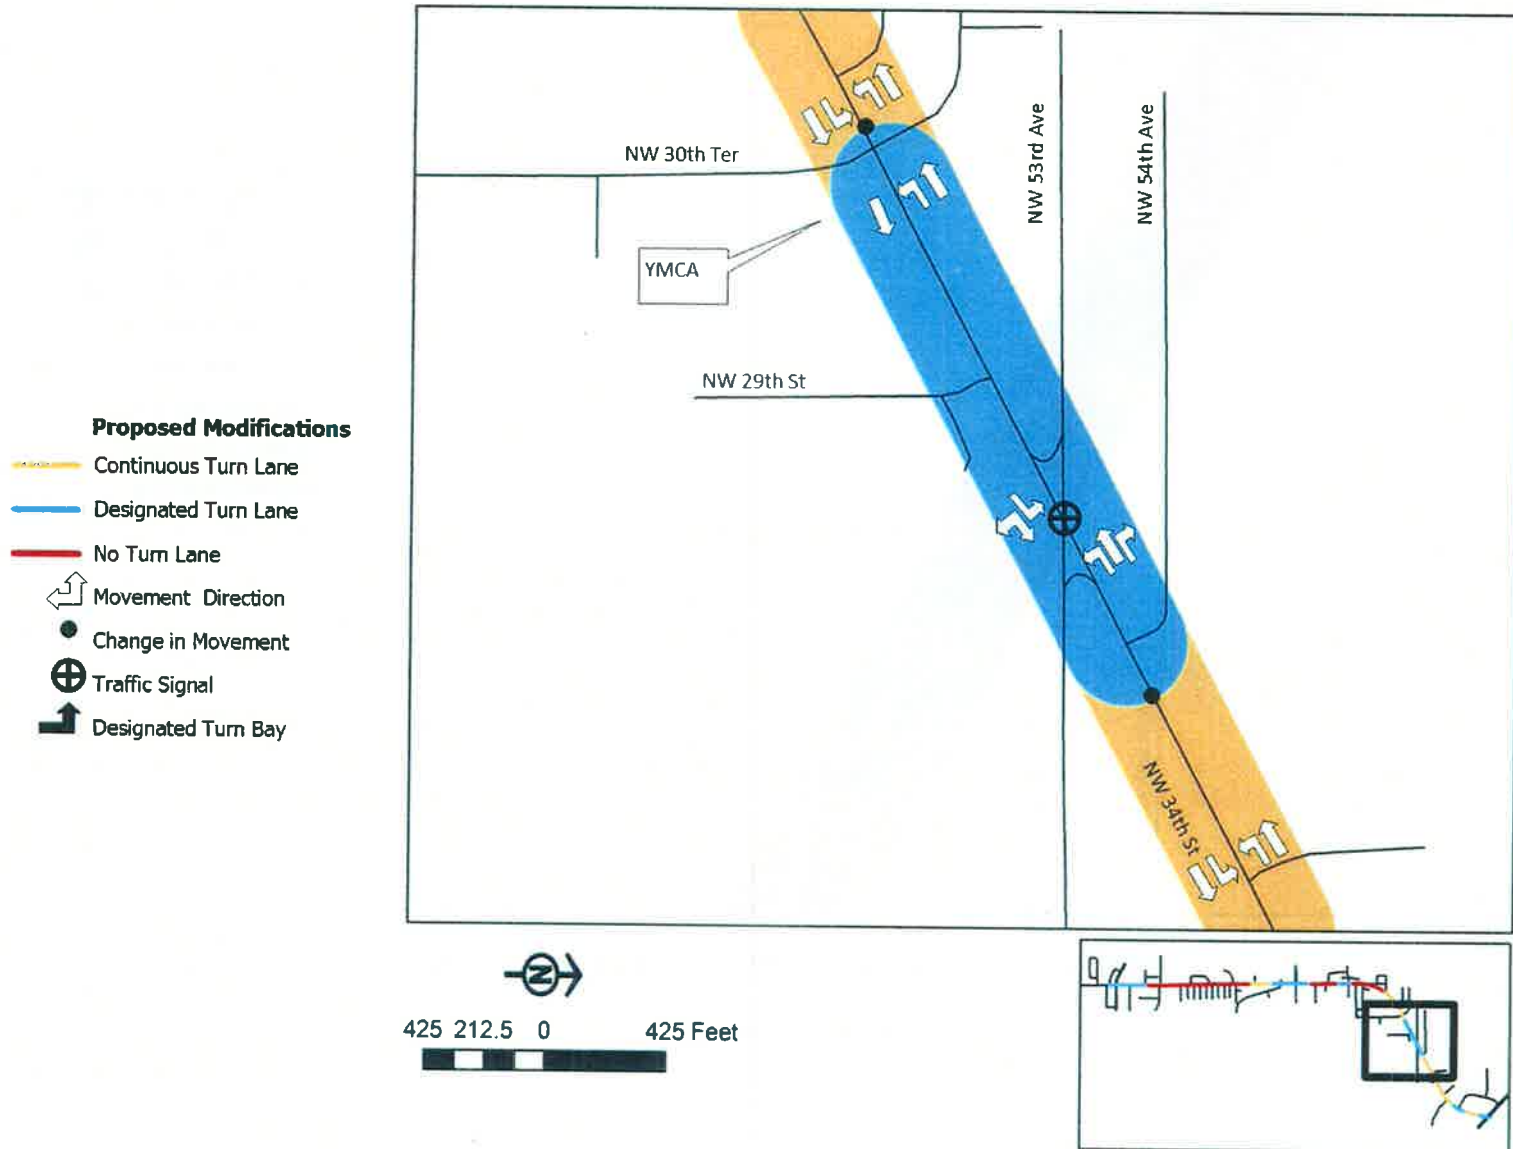 NW 30th Ter
NW 53rd Ave
NW 54th Ave
YMCA
NW 29th St
Proposed Modifications
Continuous Turn Lane
Designated Turn Lane
No Turn Lane
Movement Direction
Change in Movement
Traffic Signal
Designated Turn Bay
NW 34th St
N
425 212.5 0 425 Feet